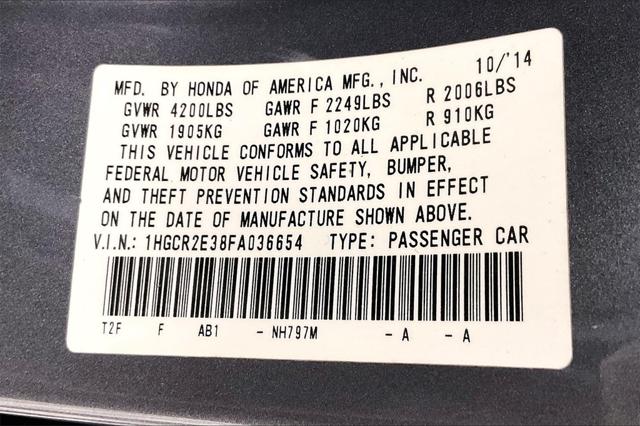 MFD. BY HONDA OF AMERICA MFG., INC. 10/'14
GVWR 4200LBS GAWR F 2249LBS R 2006LBS
GVWR 1905KG GAWR F 1020KG R 910KG
THIS VEHICLE CONFORMS TO ALL APPLICABLE
FEDERAL MOTOR VEHICLE SAFETY, BUMPER,
AND THEFT PREVENTION STANDARDS IN EFFECT
ON THE DATE OF MANUFACTURE SHOWN ABOVE.
V.I.N.: 1HGCR2E38FA036654 TYPE: PASSENGER CAR
T2F F AB1 - NH797M - A - A